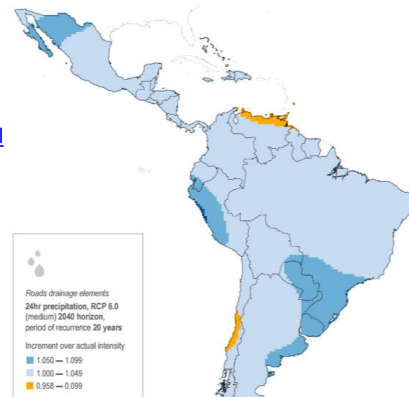 Roads drainage elements
24hr precipitation, RCP 6.0
(medium) 2040 horizon,
period of recurrence 20 years
Increment over actual intensity
1.050 — 1.099
1.000 — 1.049
0.958 — 0.099